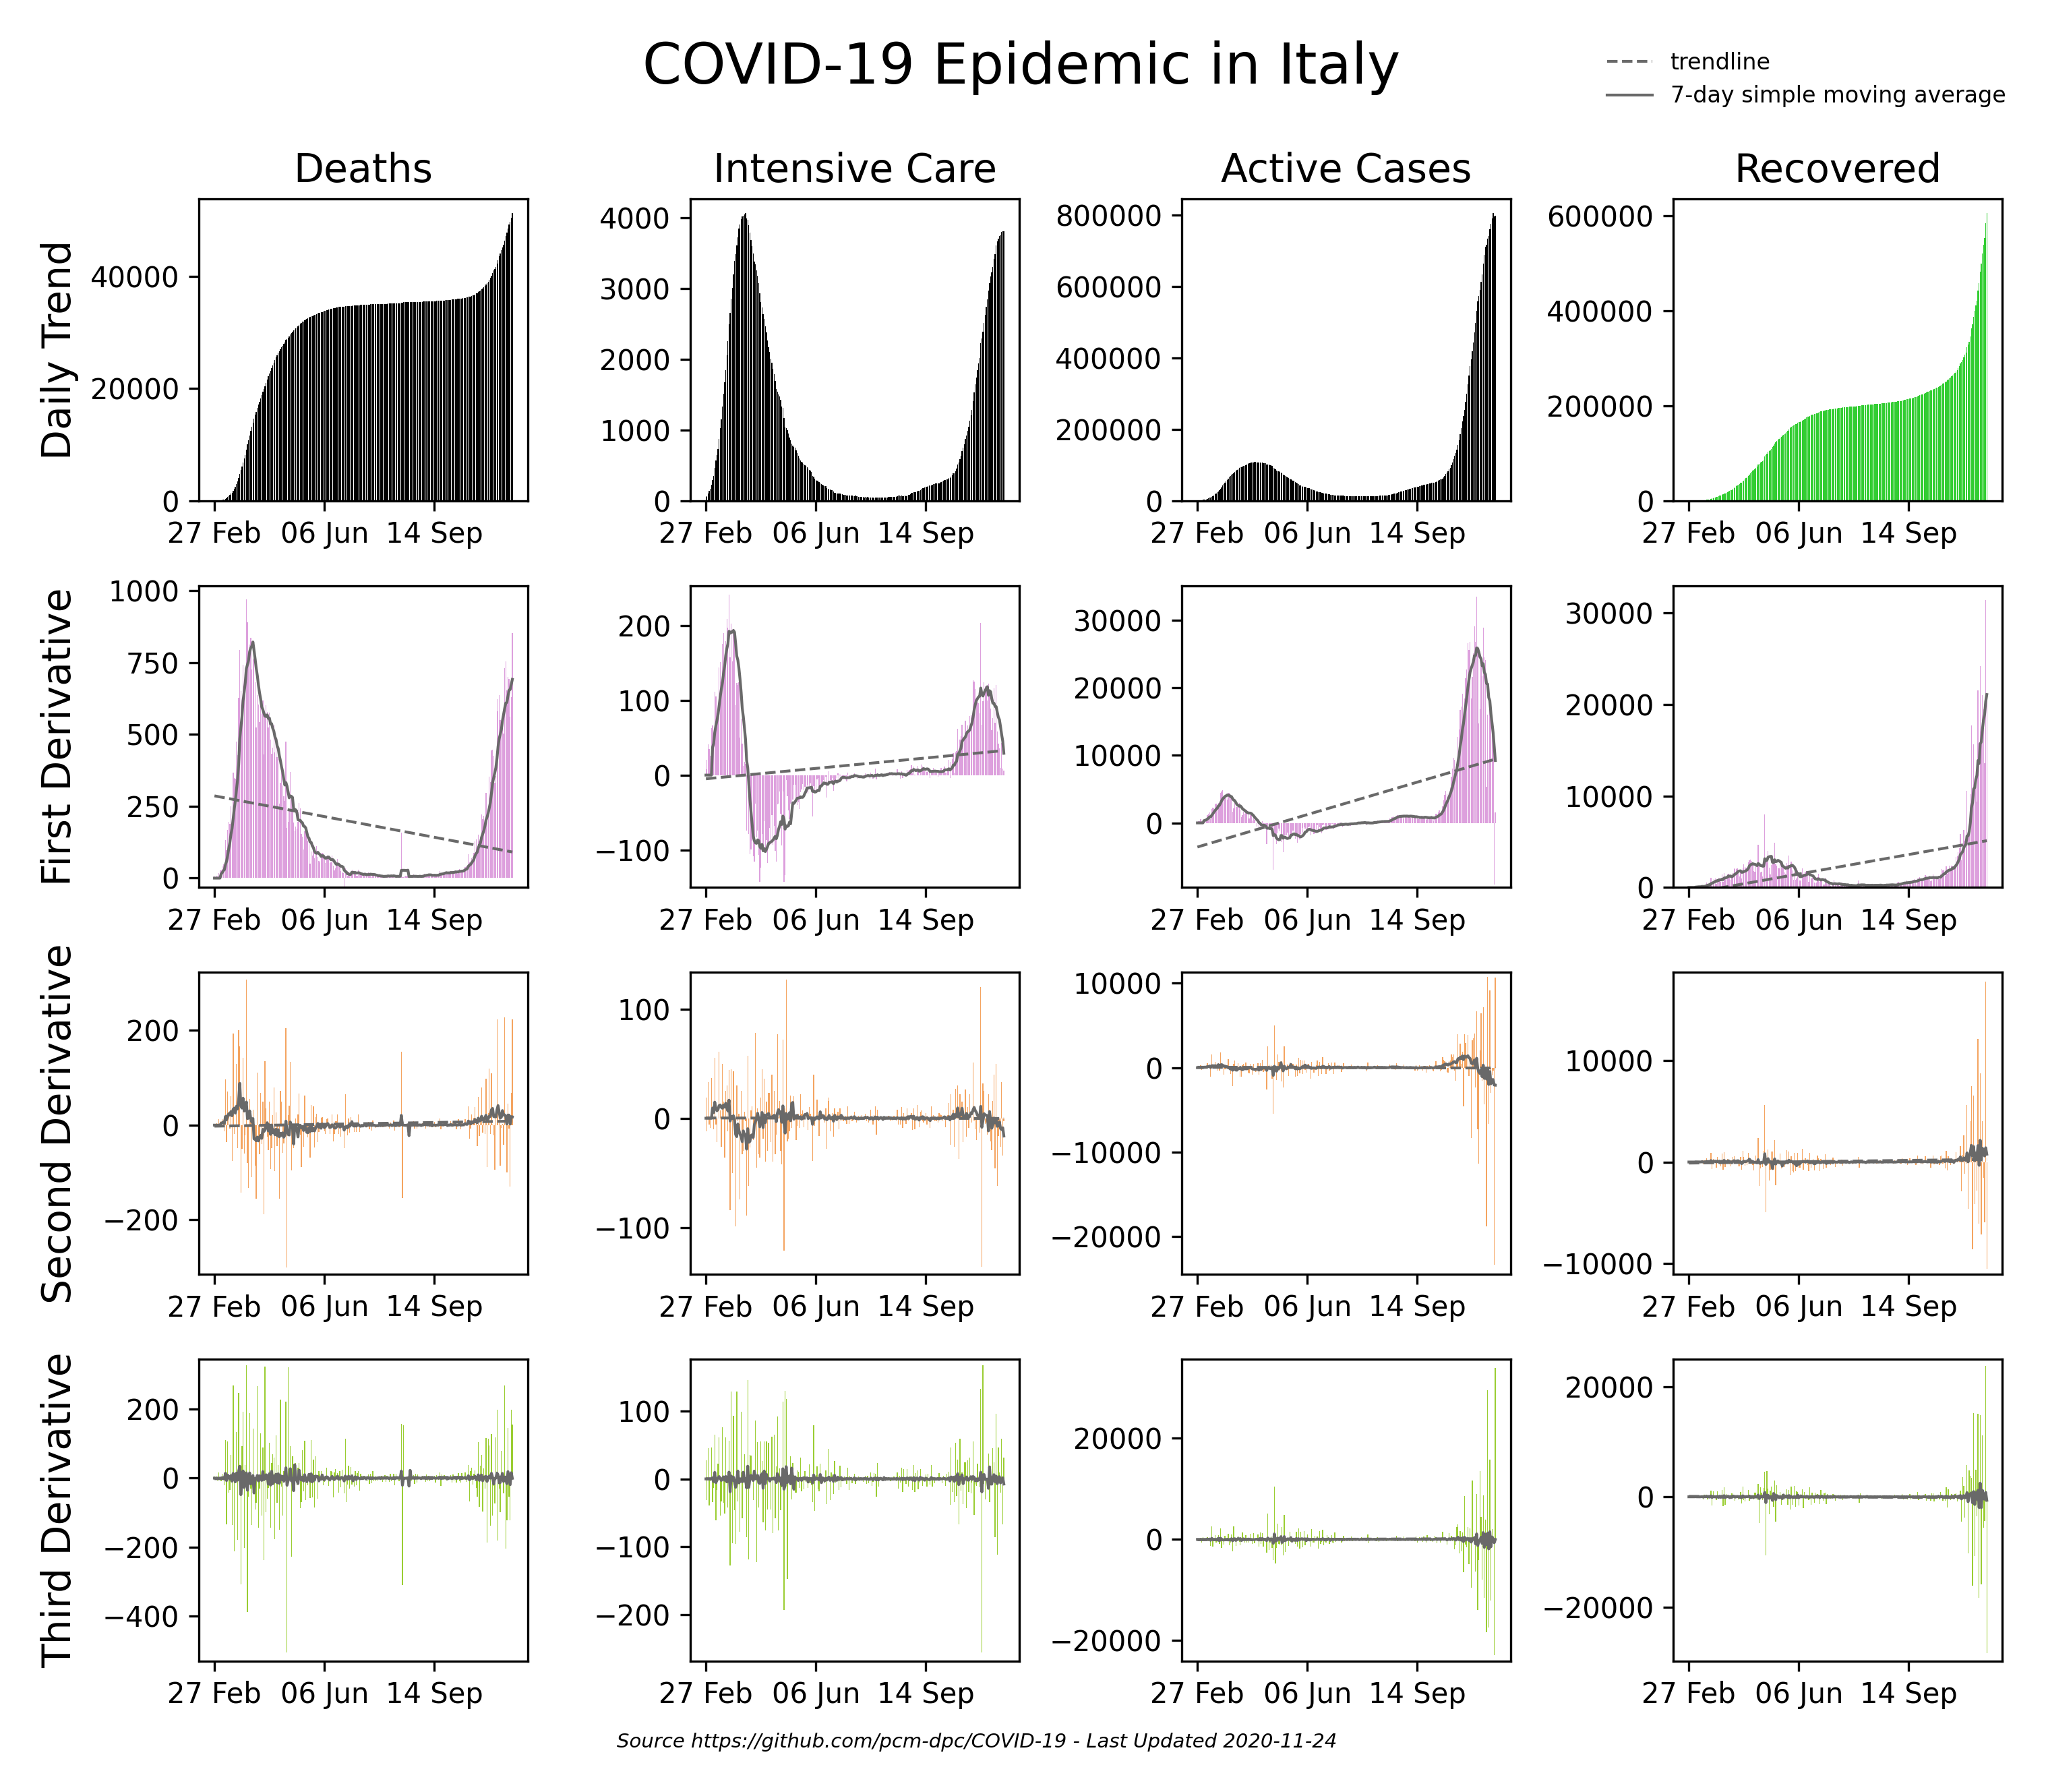 COVID-19 Epidemic in Italy
trendline
7-day simple moving average
Deaths
Intensive Care
Active Cases
Recovered
Daily Trend
40000
20000
0
27 Feb 06 Jun 14 Sep
4000
3000
2000
1000
0
27 Feb 06 Jun 14 Sep
800000
600000
400000
200000
0
27 Feb 06 Jun 14 Sep
600000
400000
200000
0
27 Feb 06 Jun 14 Sep
First Derivative
1000
750
500
250
0
27 Feb 06 Jun 14 Sep
200
100
0
−100
27 Feb 06 Jun 14 Sep
30000
20000
10000
0
27 Feb 06 Jun 14 Sep
30000
20000
10000
0
27 Feb 06 Jun 14 Sep
Second Derivative
200
0
−200
27 Feb 06 Jun 14 Sep
100
0
−100
27 Feb 06 Jun 14 Sep
10000
0
−10000
−20000
27 Feb 06 Jun 14 Sep
10000
0
−10000
27 Feb 06 Jun 14 Sep
Third Derivative
200
0
−200
−400
27 Feb 06 Jun 14 Sep
100
0
−100
−200
27 Feb 06 Jun 14 Sep
20000
0
−20000
27 Feb 06 Jun 14 Sep
20000
0
−20000
27 Feb 06 Jun 14 Sep
Source https://github.com/pcm-dpc/COVID-19 - Last Updated 2020-11-24